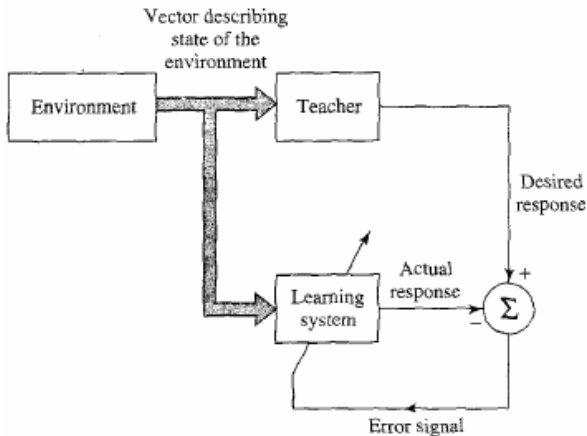 Vector describing
state of the
environment
Environment
Teacher
Desired
response
+
Learning
system
Actual
response
−
Σ
Error signal